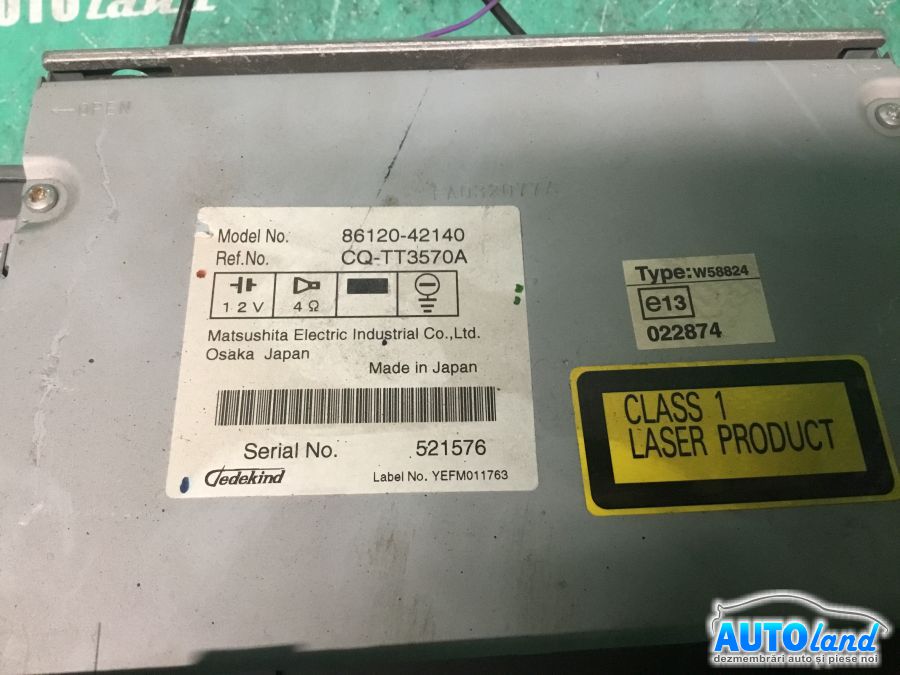 AUTOland
←OPEN
Model No. 86120-42140
Ref.No. CQ-TT3570A
12V 4Ω
Matsushita Electric Industrial Co.,Ltd.
Osaka Japan
Made in Japan
Serial No. 521576
Dedekind Label No. YEFM011763
Type:W58824
e13
022874
CLASS 1
LASER PRODUCT
AUTOland
dezmembrări auto și piese noi